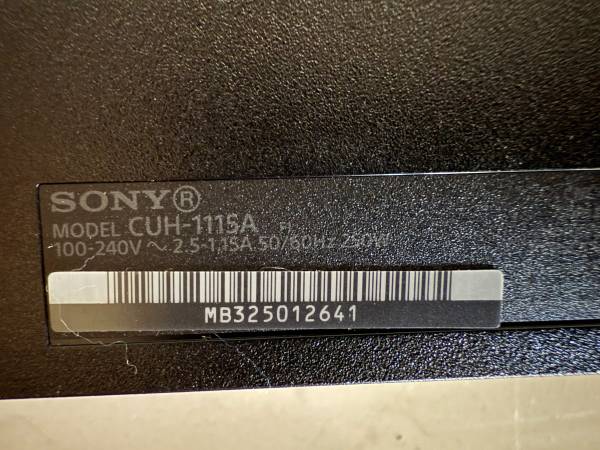 SONY®
MODEL CUH-1115A
100-240V ~ 2.5-1.15A 50/60Hz 250W
MB325012641